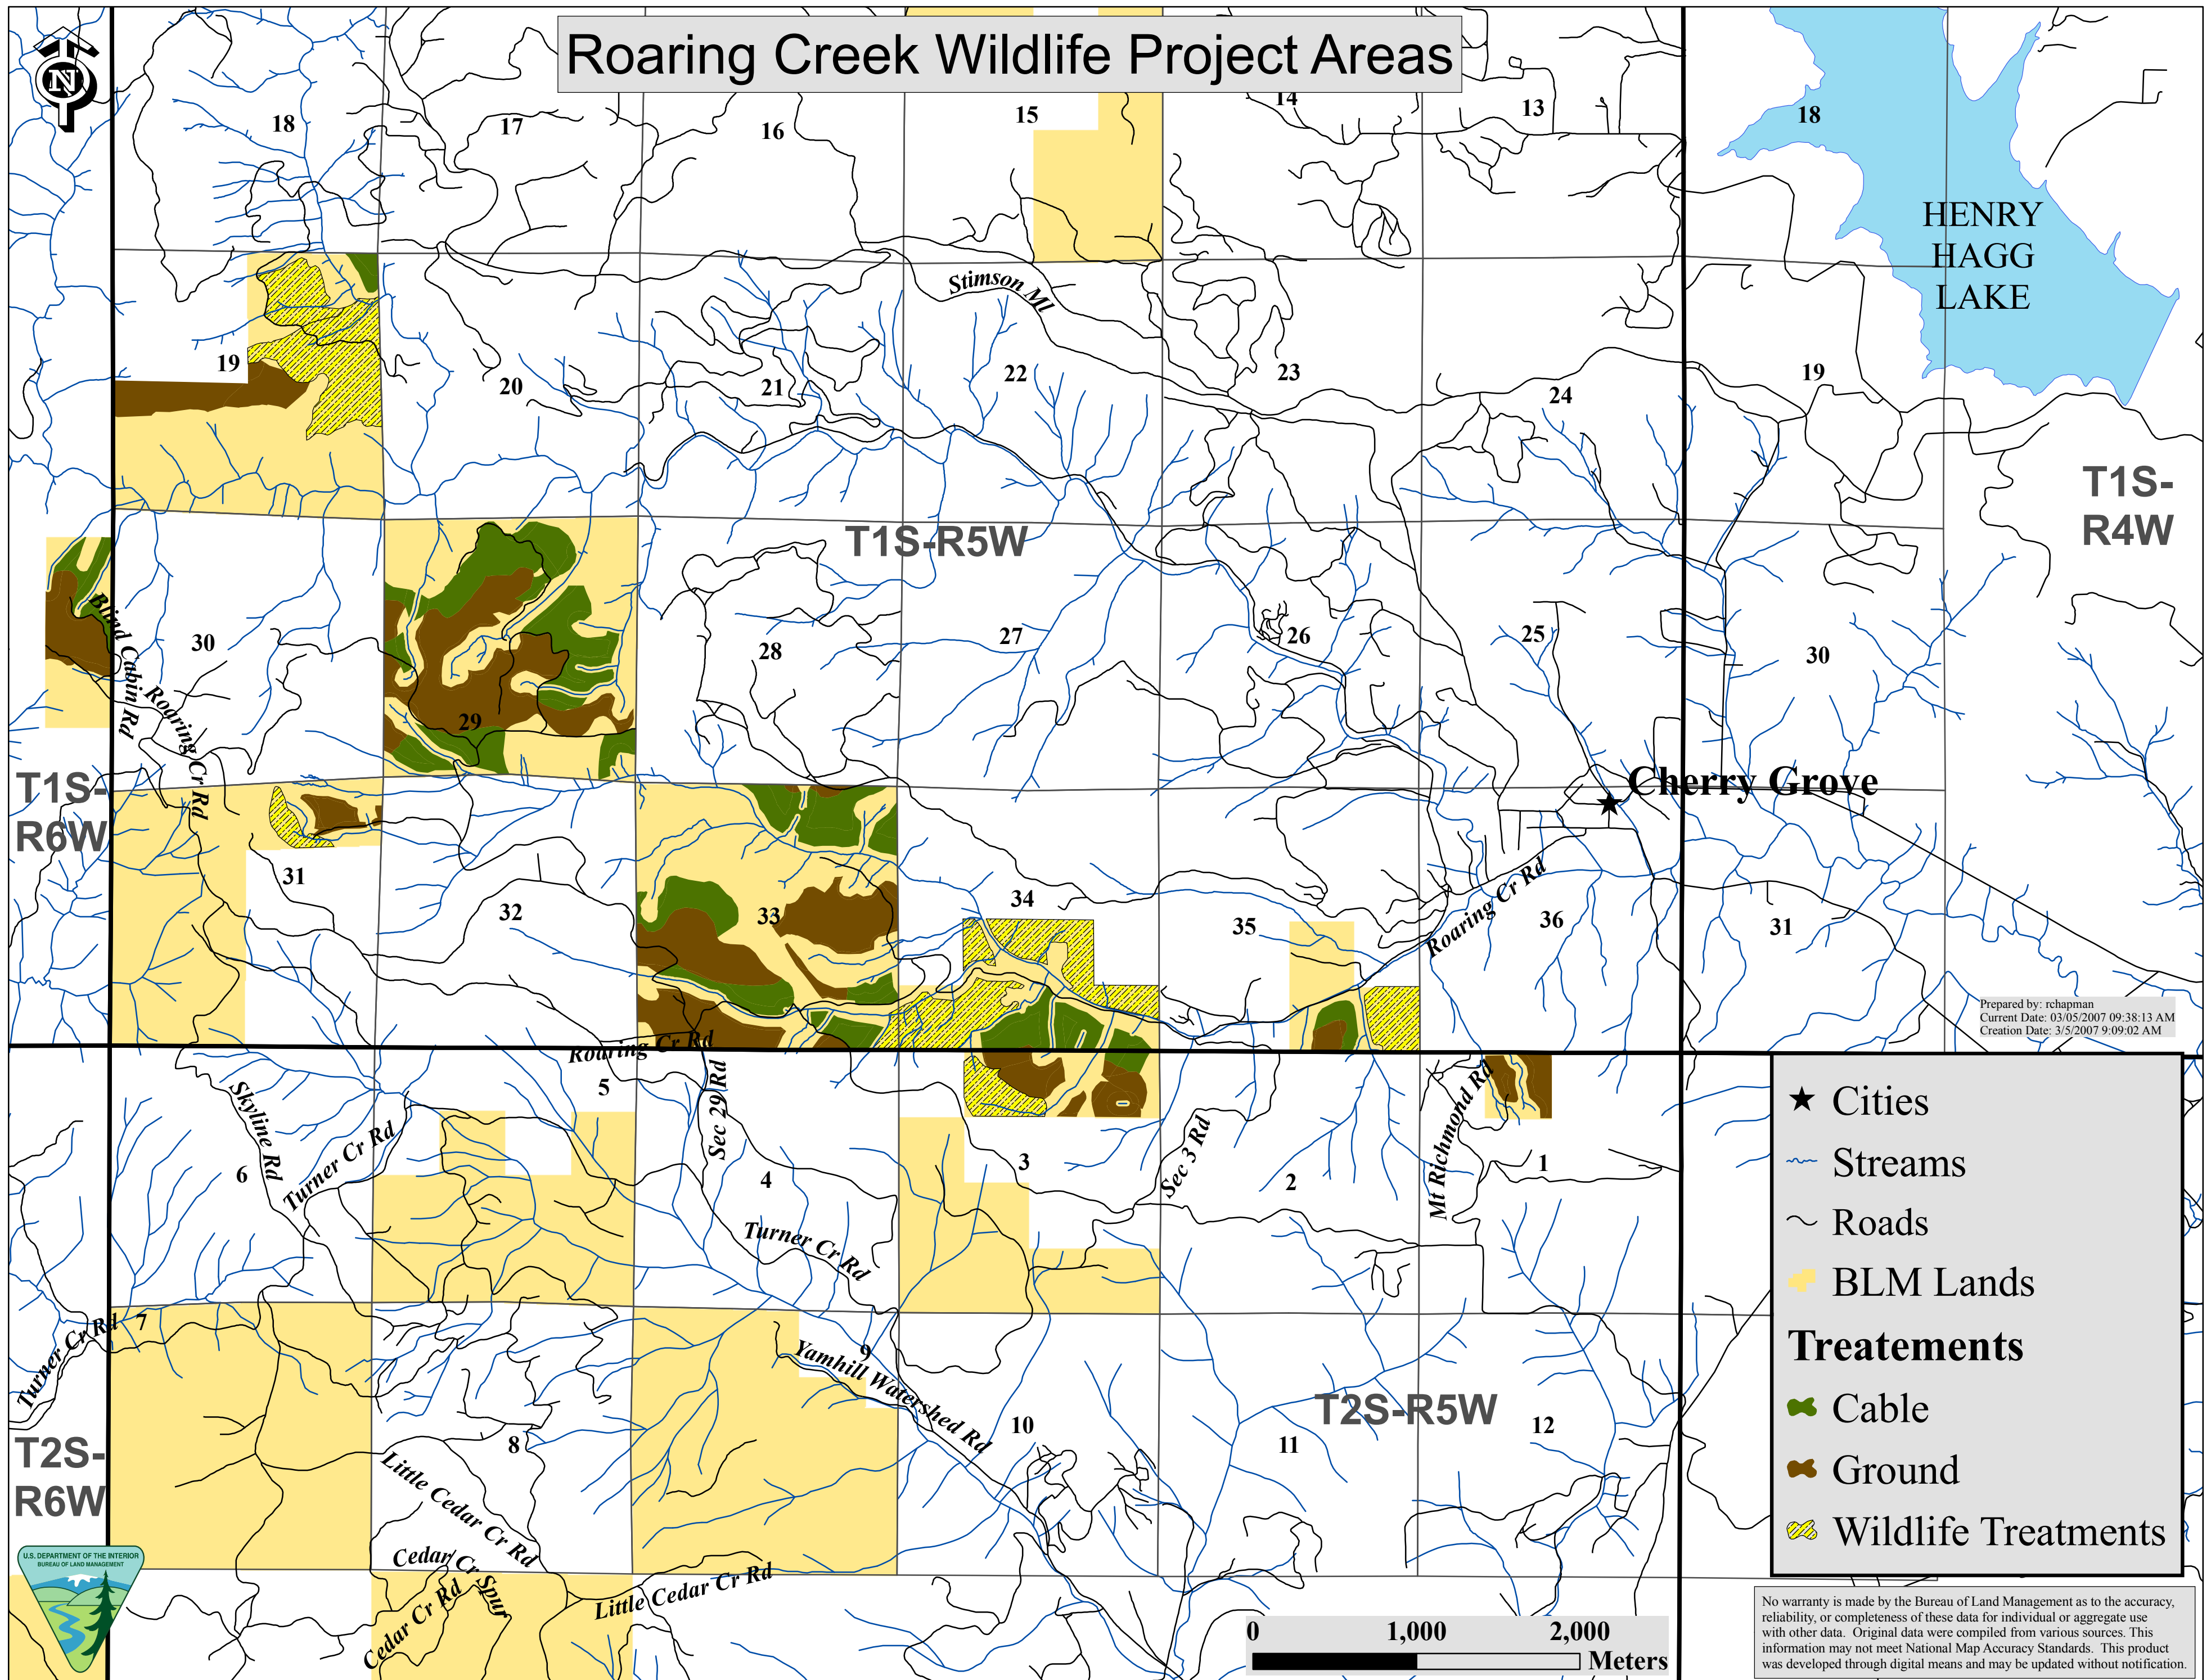 Roaring Creek Wildlife Project Areas
N
18
17
16
15
14
13
18
HENRY
HAGG
LAKE
Stimson Ml
19
20
21
22
23
24
19
T1S-
R4W
T1S-R5W
Blind Cabin Rd
30
28
27
26
25
30
Roaring Cr Rd
29
T1S-
R6W
Cherry Grove
31
32
33
34
35
Roaring Cr Rd
36
31
Prepared by: rchapman
Current Date: 03/05/2007 09:38:13 AM
Creation Date: 3/5/2007 9:09:02 AM
Roaring Cr Rd
5
Skyline Rd
Turner Cr Rd
Sec 29 Rd
6
4
3
Sec 3 Rd
2
Mt Richmond Rd
1
Turner Cr Rd
Turner Cr Rd
7
9
Yamhill Watershed Rd
T2S-R5W
T2S-
R6W
8
10
11
12
Little Cedar Cr Rd
Cedar Cr Spur
Cedar Cr Rd
Little Cedar Cr Rd
Cities
Streams
Roads
BLM Lands
Treatements
Cable
Ground
Wildlife Treatments
U.S. DEPARTMENT OF THE INTERIOR
BUREAU OF LAND MANAGEMENT
0 1,000 2,000
Meters
No warranty is made by the Bureau of Land Management as to the accuracy,
reliability, or completeness of these data for individual or aggregate use
with other data. Original data were compiled from various sources. This
information may not meet National Map Accuracy Standards. This product
was developed through digital means and may be updated without notification.